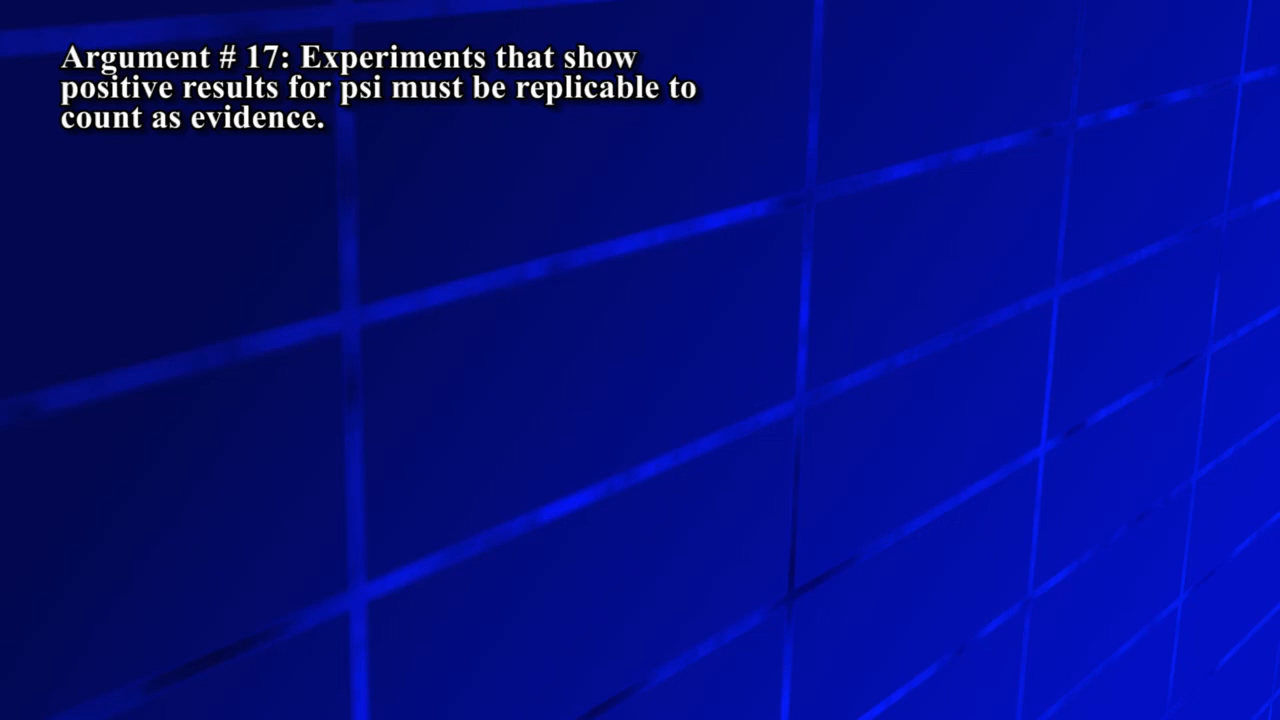 Argument # 17: Experiments that show
positive results for psi must be replicable to
count as evidence.